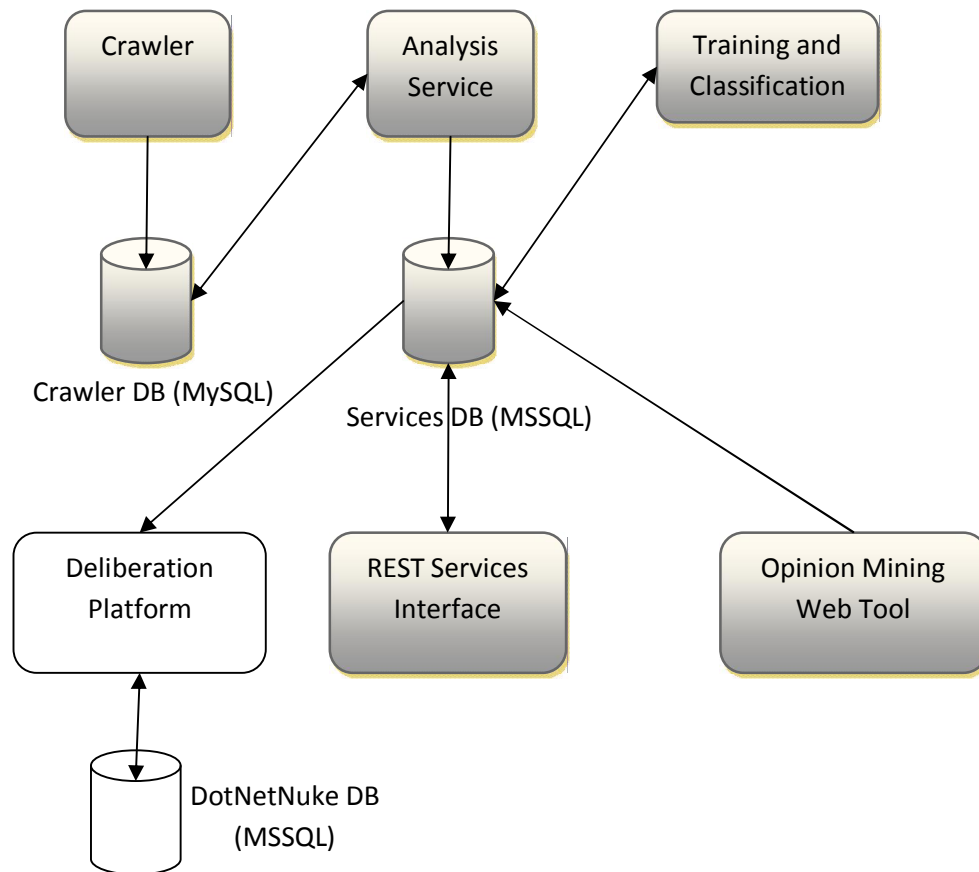 Crawler
Analysis
Service
Training and
Classification
Crawler DB (MySQL)
Services DB (MSSQL)
Deliberation
Platform
REST Services
Interface
Opinion Mining
Web Tool
DotNetNuke DB
(MSSQL)